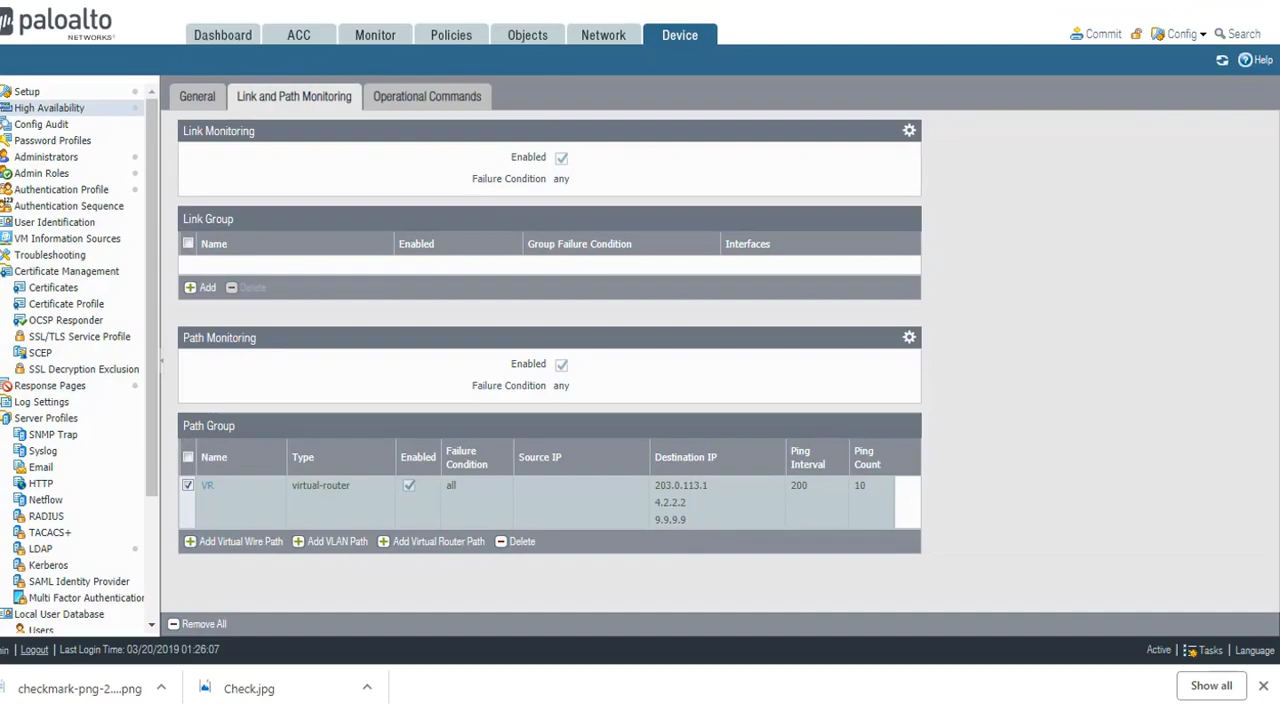 paloalto
NETWORKS®
Dashboard ACC Monitor Policies Objects Network Device
Commit Config Search
Help
Setup
High Availability
Config Audit
Password Profiles
Administrators
Admin Roles
Authentication Profile
Authentication Sequence
User Identification
VM Information Sources
Troubleshooting
Certificate Management
Certificates
Certificate Profile
OCSP Responder
SSL/TLS Service Profile
SCEP
SSL Decryption Exclusion
Response Pages
Log Settings
Server Profiles
SNMP Trap
Syslog
Email
HTTP
Netflow
RADIUS
TACACS+
LDAP
Kerberos
SAML Identity Provider
Multi Factor Authentication
Local User Database
Users
General Link and Path Monitoring Operational Commands
Link Monitoring
Enabled
Failure Condition any
Link Group
Name Enabled Group Failure Condition Interfaces
Add Delete
Path Monitoring
Enabled
Failure Condition any
Path Group
Name Type Enabled Failure Condition Source IP Destination IP Ping Interval Ping Count
VR virtual-router all 203.0.113.1 200 10
4.2.2.2
9.9.9.9
Add Virtual Wire Path Add VLAN Path Add Virtual Router Path Delete
Remove All
Logout | Last Login Time: 03/20/2019 01:26:07
Active | Tasks | Language
checkmark-png-2....png Check.jpg Show all